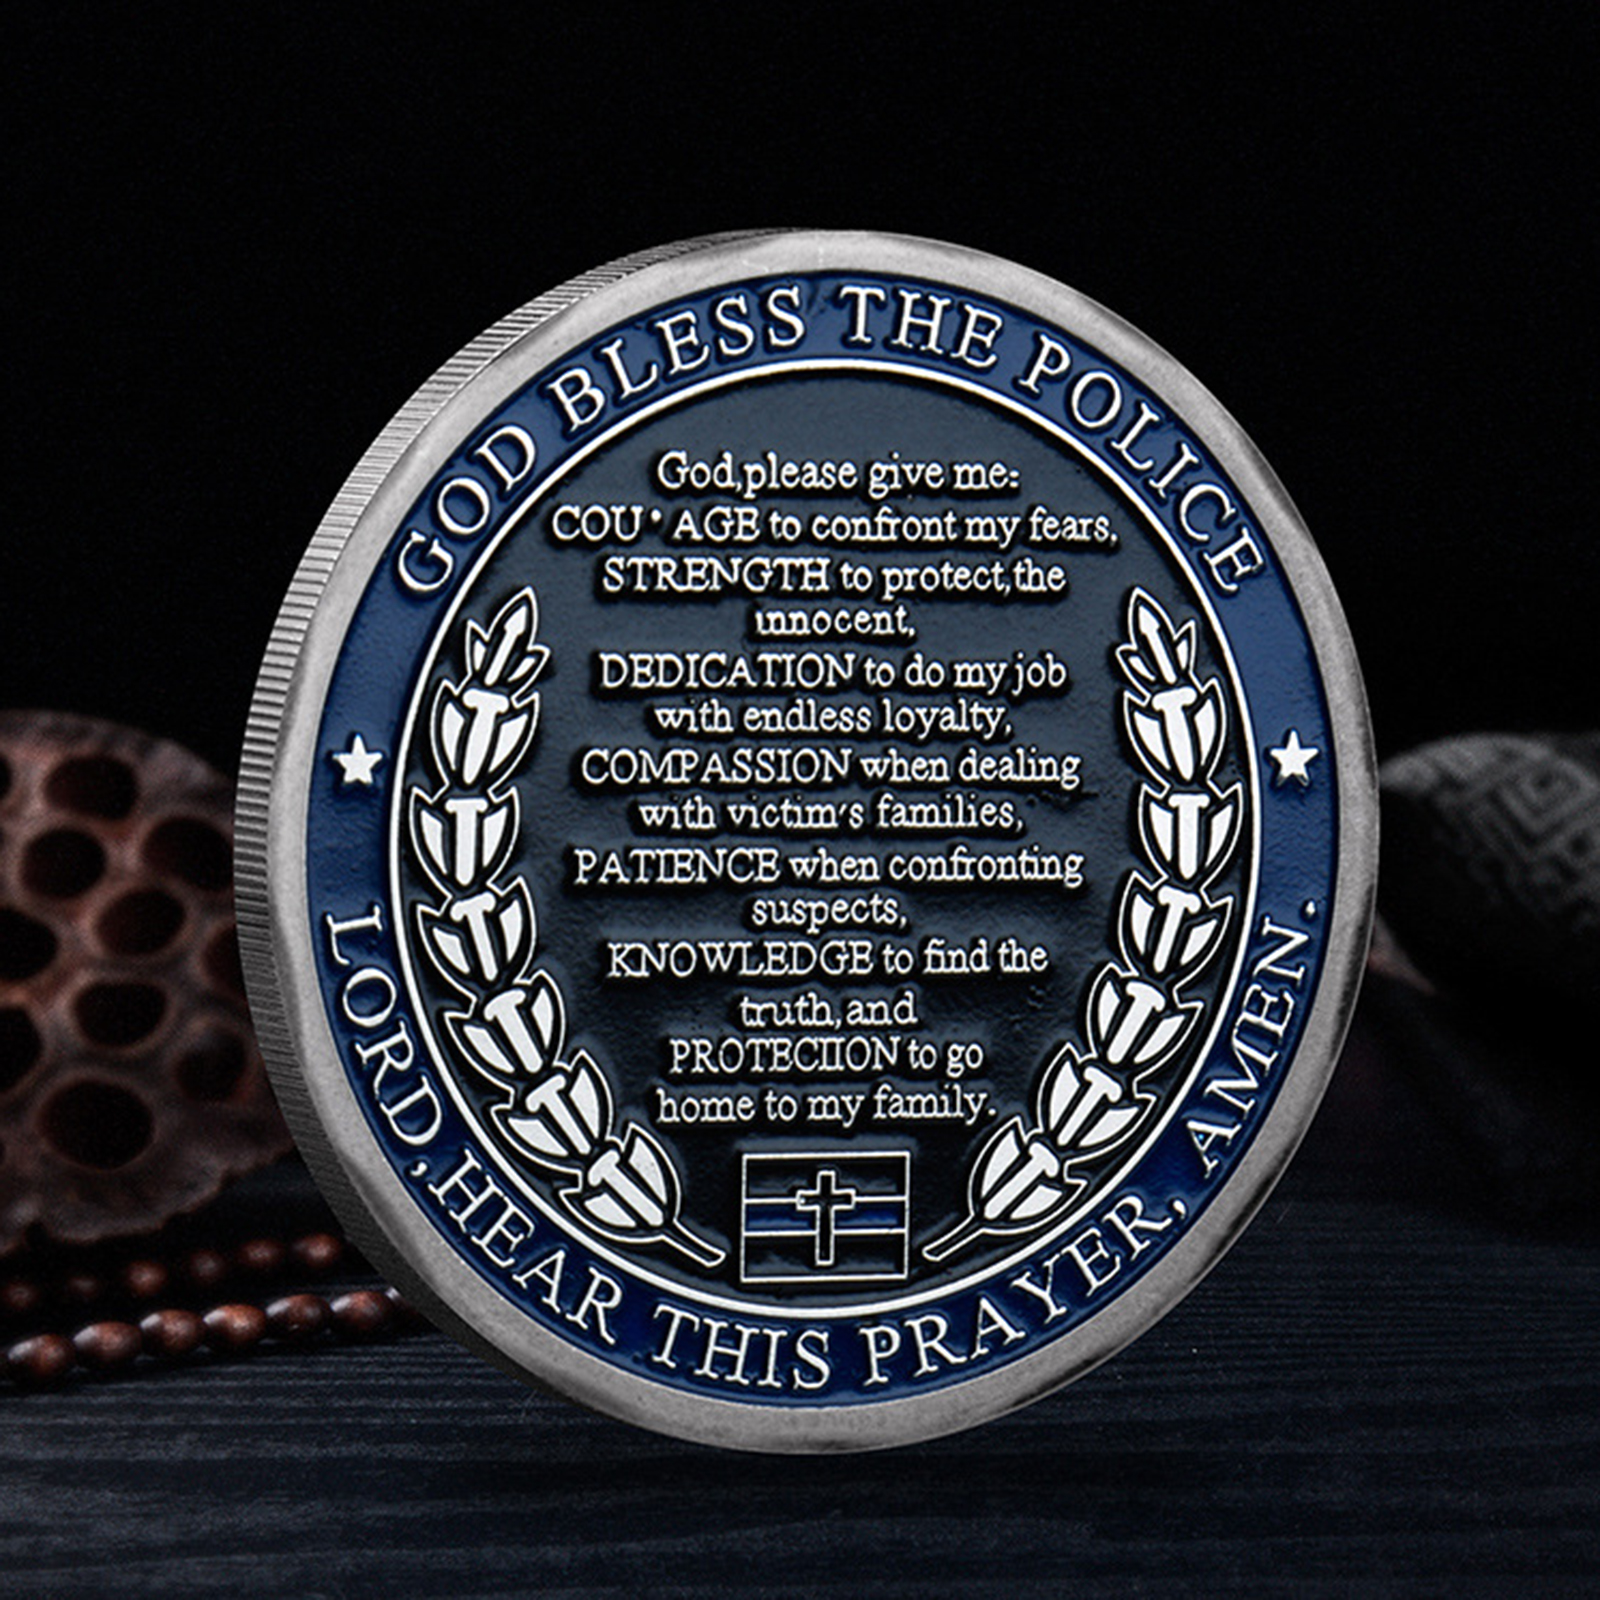 GOD BLESS THE POLICE
God,please give me:
COU'AGE to confront my fears,
STRENGTH to protect,the
innocent,
DEDICATION to do my job
with endless loyalty,
COMPASSION when dealing
with victim's families,
PATIENCE when confronting
suspects,
KNOWLEDGE to find the
truth,and
PROTECIION to go
home to my family.
LORD, HEAR THIS PRAYER, AMEN.